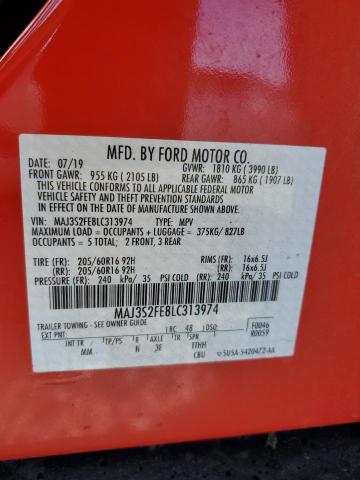 MFD. BY FORD MOTOR CO.
DATE: 07/19 GVWR: 1810 KG (3990 LB)
FRONT GAWR: 955 KG (2105 LB) REAR GAWR: 865 KG (1907 LB)
THIS VEHICLE CONFORMS TO ALL APPLICABLE FEDERAL MOTOR
VEHICLE SAFETY AND THEFT PREVENTION STANDARDS
IN EFFECT ON THE DATE OF MANUFACTURE SHOWN ABOVE.
VIN: MAJ3S2FE8LC313974 TYPE: MPV
MAXIMUM LOAD = OCCUPANTS + LUGGAGE = 375KG/827LB
OCCUPANTS = 5 TOTAL; 2 FRONT, 3 REAR
TIRE (FR): 205/60R16 92H RIMS (FR): 16x6.5J
(RR): 205/60R16 92H (RR): 16x6.5J
PRESSURE (FR): 240 kPa/ 35 PSI COLD (RR): 240 kPa/ 35 PSI COLD
MAJ3S2FE8LC313974
TRAILER TOWING - SEE OWNER
EXT PNT: RC: 48 DSO: F0046
R0059
INT TR TP/PS R AXLE TR SPR
MM N 3E TTHH
CBU 5U5A-5420472-AA